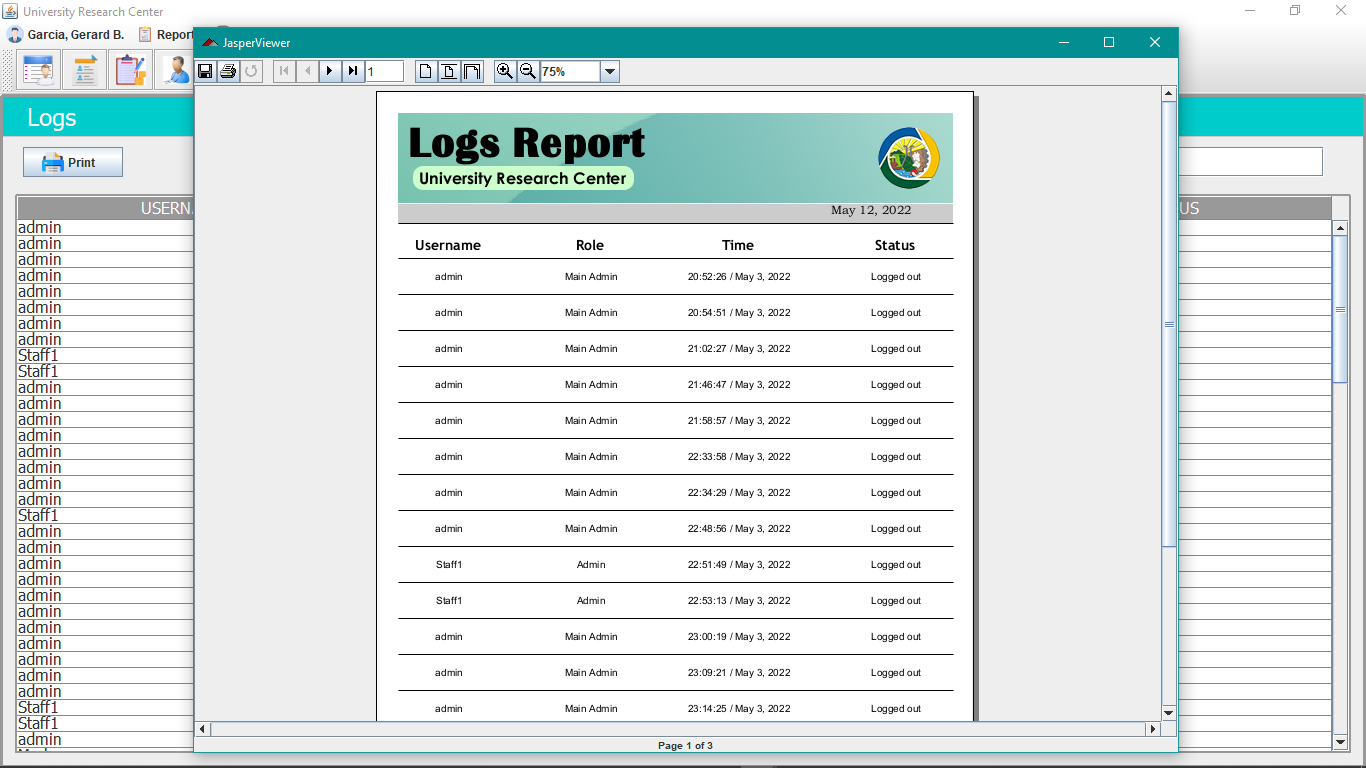 University Research Center
Garcia, Gerard B.
Report
JasperViewer
1
75%
Logs
Print
USERN
US
admin
admin
admin
admin
admin
admin
admin
admin
Staff1
Staff1
admin
admin
admin
admin
admin
admin
admin
admin
Staff1
admin
admin
admin
admin
admin
admin
admin
admin
admin
admin
admin
Staff1
Staff1
admin
Logs Report
University Research Center
May 12, 2022
Username Role Time Status
admin Main Admin 20:52:26 / May 3, 2022 Logged out
admin Main Admin 20:54:51 / May 3, 2022 Logged out
admin Main Admin 21:02:27 / May 3, 2022 Logged out
admin Main Admin 21:46:47 / May 3, 2022 Logged out
admin Main Admin 21:58:57 / May 3, 2022 Logged out
admin Main Admin 22:33:58 / May 3, 2022 Logged out
admin Main Admin 22:34:29 / May 3, 2022 Logged out
admin Main Admin 22:48:56 / May 3, 2022 Logged out
Staff1 Admin 22:51:49 / May 3, 2022 Logged out
Staff1 Admin 22:53:13 / May 3, 2022 Logged out
admin Main Admin 23:00:19 / May 3, 2022 Logged out
admin Main Admin 23:09:21 / May 3, 2022 Logged out
admin Main Admin 23:14:25 / May 3, 2022 Logged out
Page 1 of 3